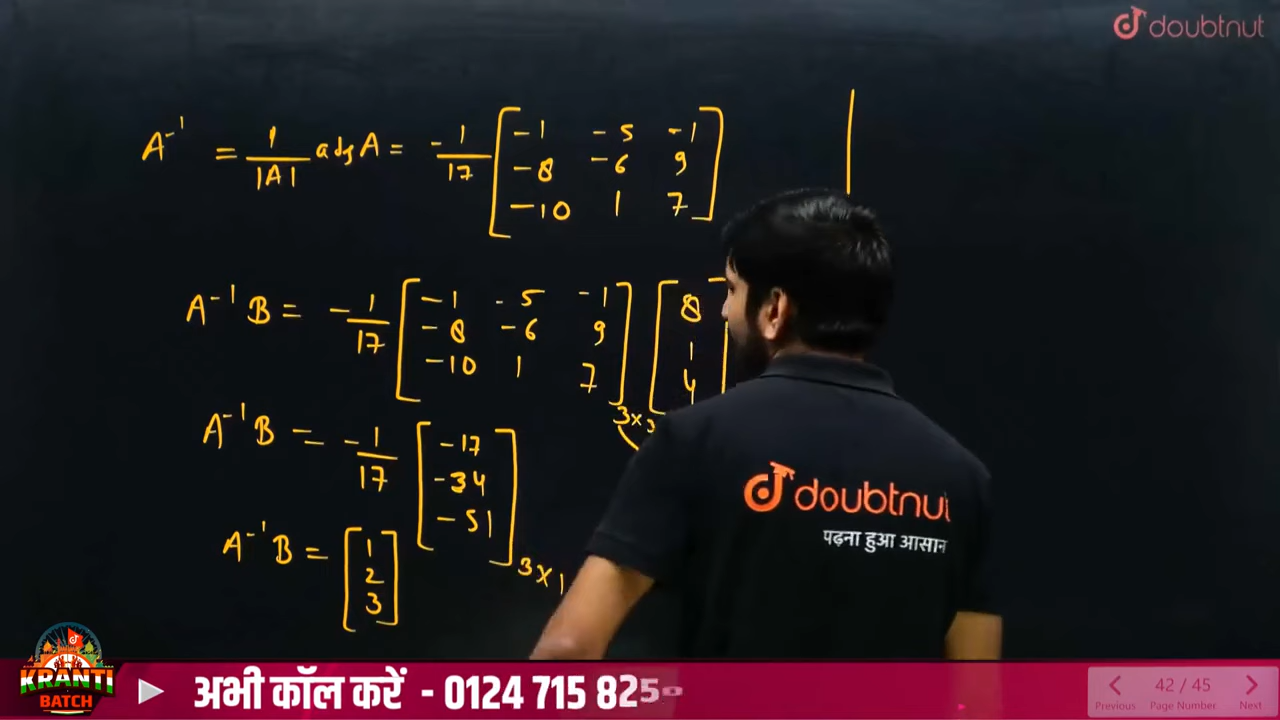 doubtnut
A⁻¹ = 1/|A| adj A = -1/17 [ -1 -5 -1
-8 -6 9
-10 1 7 ]
A⁻¹ B = -1/17 [ -1 -5 -1
-8 -6 9
-10 1 7 ] [ 8
1
4
3×3
A⁻¹ B = -1/17 [ -17
-34
-51 ] 3×1
A⁻¹ B = [ 1
2
3 ]
doubtnut
पढ़ना हुआ आसान
KRANTI
BATCH
अभी कॉल करें - 0124 715 825
42 / 45
Previous Page Number Next